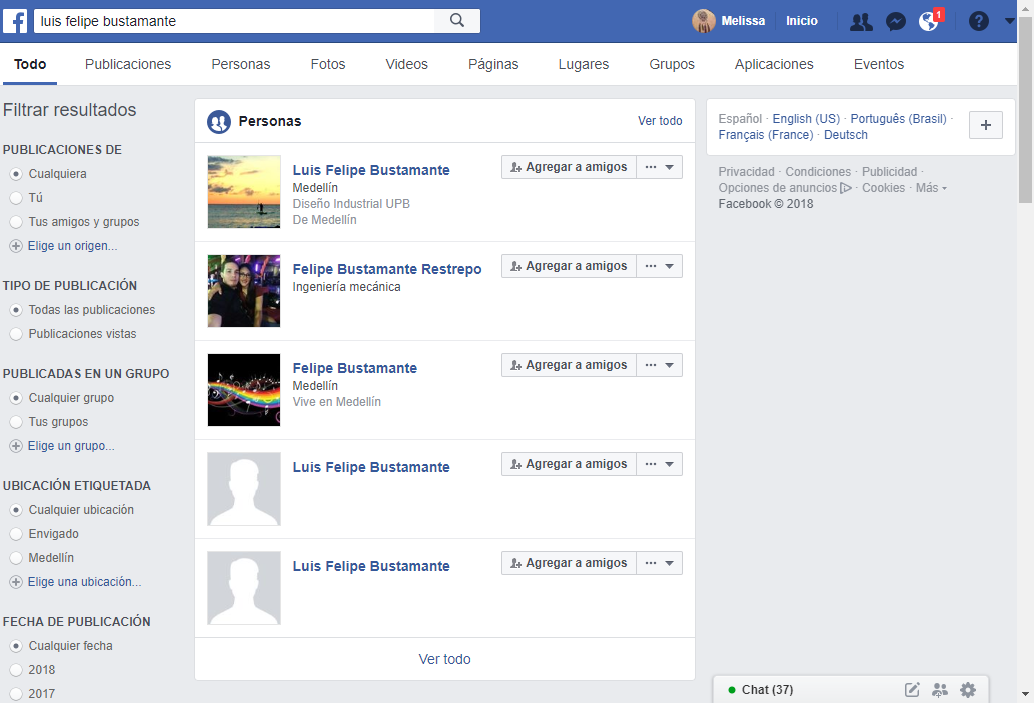 luis felipe bustamante
Melissa Inicio 1
Todo Publicaciones Personas Fotos Videos Páginas Lugares Grupos Aplicaciones Eventos
Filtrar resultados
PUBLICACIONES DE
Cualquiera
Tú
Tus amigos y grupos
Elige un origen...
TIPO DE PUBLICACIÓN
Todas las publicaciones
Publicaciones vistas
PUBLICADAS EN UN GRUPO
Cualquier grupo
Tus grupos
Elige un grupo...
UBICACIÓN ETIQUETADA
Cualquier ubicación
Envigado
Medellín
Elige una ubicación...
FECHA DE PUBLICACIÓN
Cualquier fecha
2018
2017
Personas Ver todo
Luis Felipe Bustamante Agregar a amigos
Medellín
Diseño Industrial UPB
De Medellín
Felipe Bustamante Restrepo Agregar a amigos
Ingeniería mecánica
Felipe Bustamante Agregar a amigos
Medellín
Vive en Medellín
Luis Felipe Bustamante Agregar a amigos
Luis Felipe Bustamante Agregar a amigos
Ver todo
Español · English (US) · Português (Brasil) ·
Français (France) · Deutsch
Privacidad · Condiciones · Publicidad ·
Opciones de anuncios · Cookies · Más
Facebook © 2018
Chat (37)